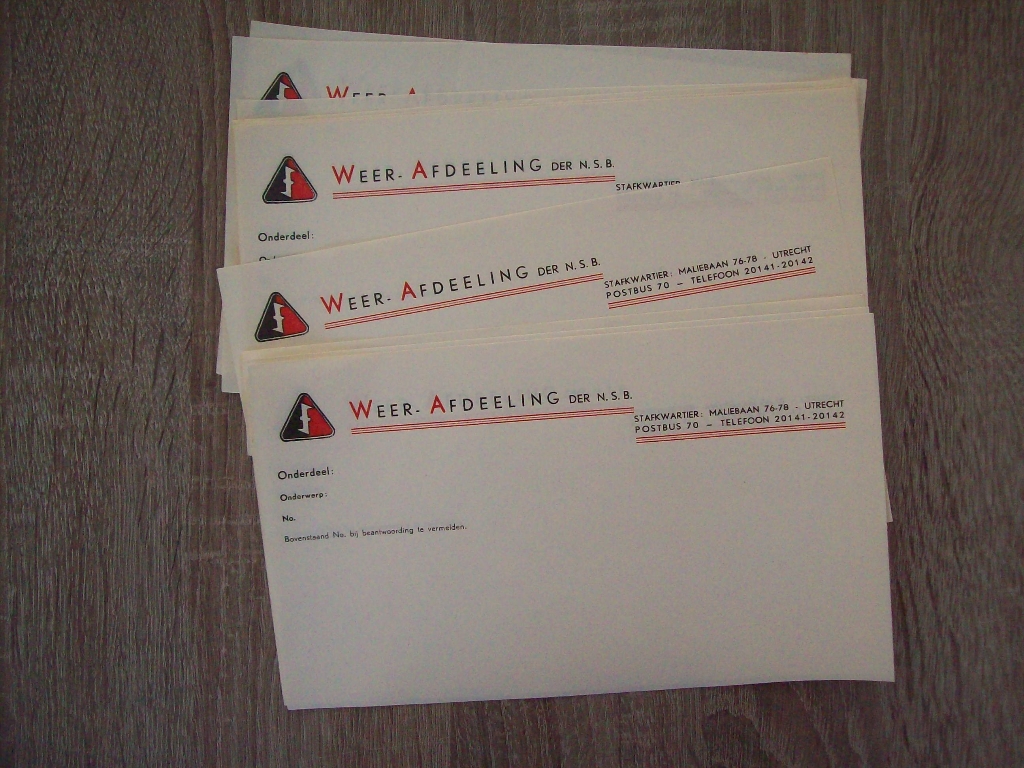 WEER-AFDEELING DER N.S.B.
STAFKWARTIER
Onderdeel:
WEER-AFDEELING DER N.S.B.
STAFKWARTIER: MALIEBAAN 76-78 - UTRECHT
POSTBUS 70 — TELEFOON 20141-20142
WEER-AFDEELING DER N.S.B.
STAFKWARTIER: MALIEBAAN 76-78 - UTRECHT
POSTBUS 70 — TELEFOON 20141-20142
Onderdeel:
Onderwerp:
No.
Bovenstaand No. bij beantwoording te vermelden.